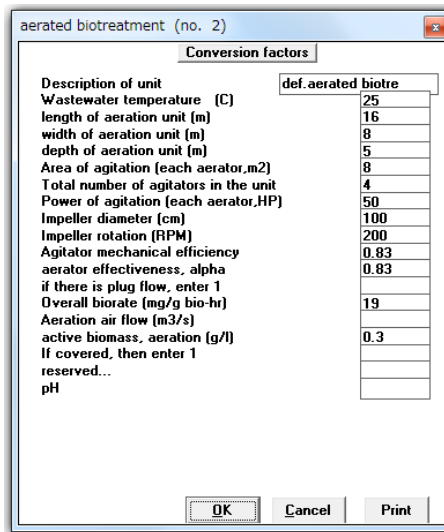 aerated biotreatment (no. 2)
Conversion factors
Description of unit def.aerated biotre
Wastewater temperature (C) 25
length of aeration unit (m) 16
width of aeration unit (m) 8
depth of aeration unit (m) 5
Area of agitation (each aerator,m2) 8
Total number of agitators in the unit 4
Power of agitation (each aerator,HP) 50
Impeller diameter (cm) 100
Impeller rotation (RPM) 200
Agitator mechanical efficiency 0.83
aerator effectiveness, alpha 0.83
if there is plug flow, enter 1
Overall biorate (mg/g bio-hr) 19
Aeration air flow (m3/s)
active biomass, aeration (g/l) 0.3
If covered, then enter 1
reserved...
pH
OK Cancel Print